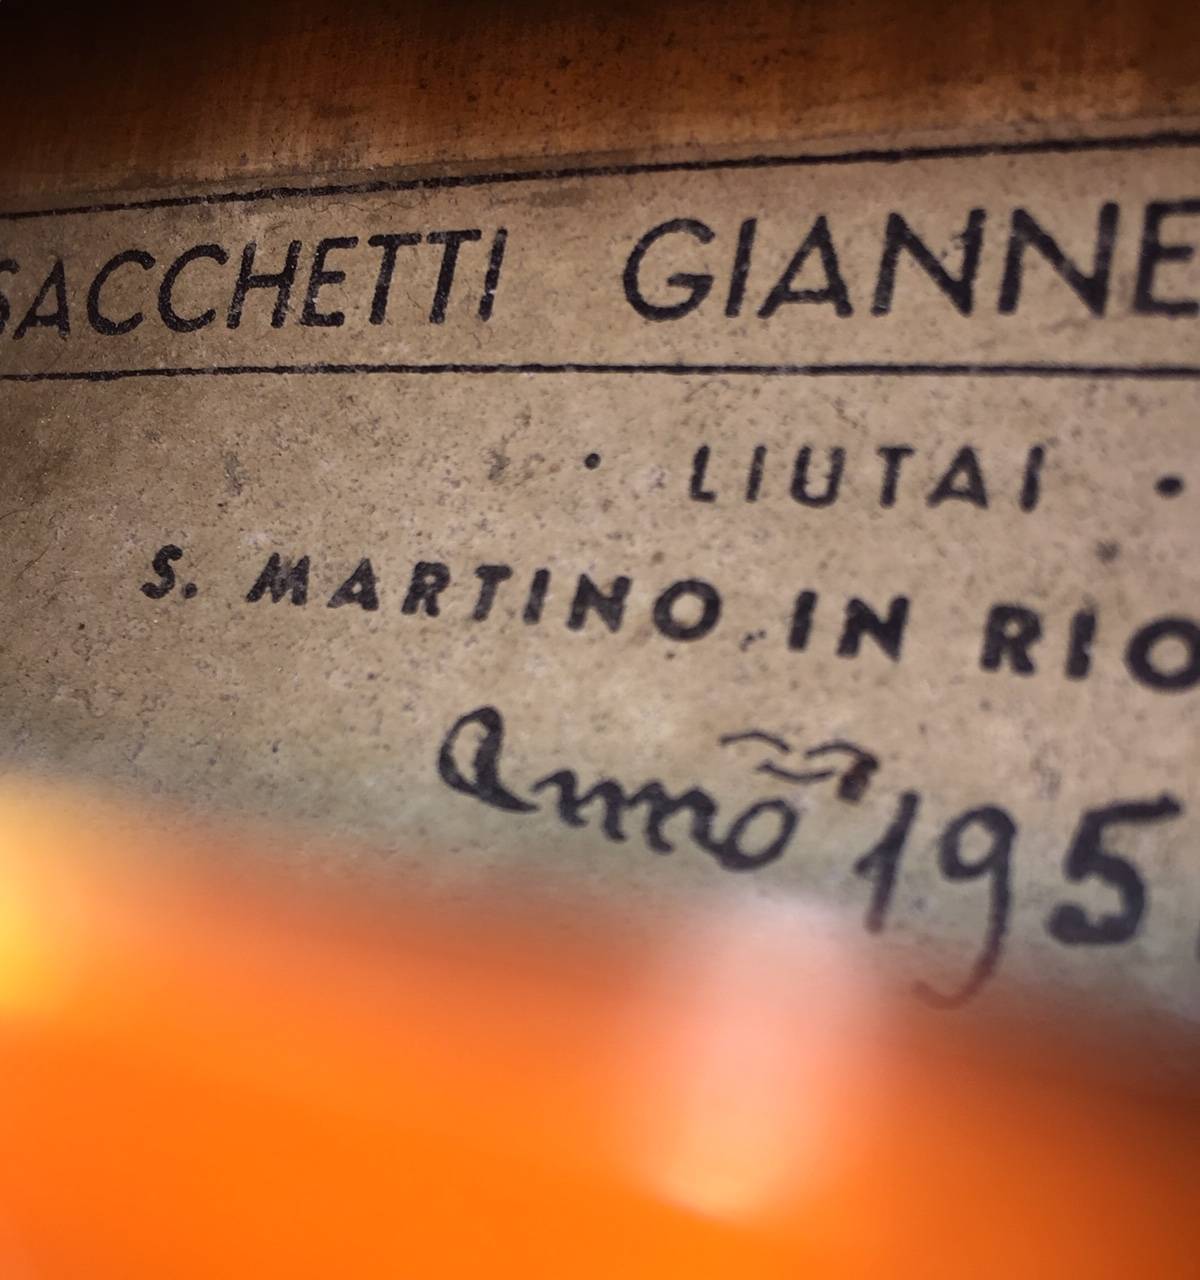 SACCHETTI GIANNE
· LIUTAI ·
S. MARTINO IN RIO
Anno 195